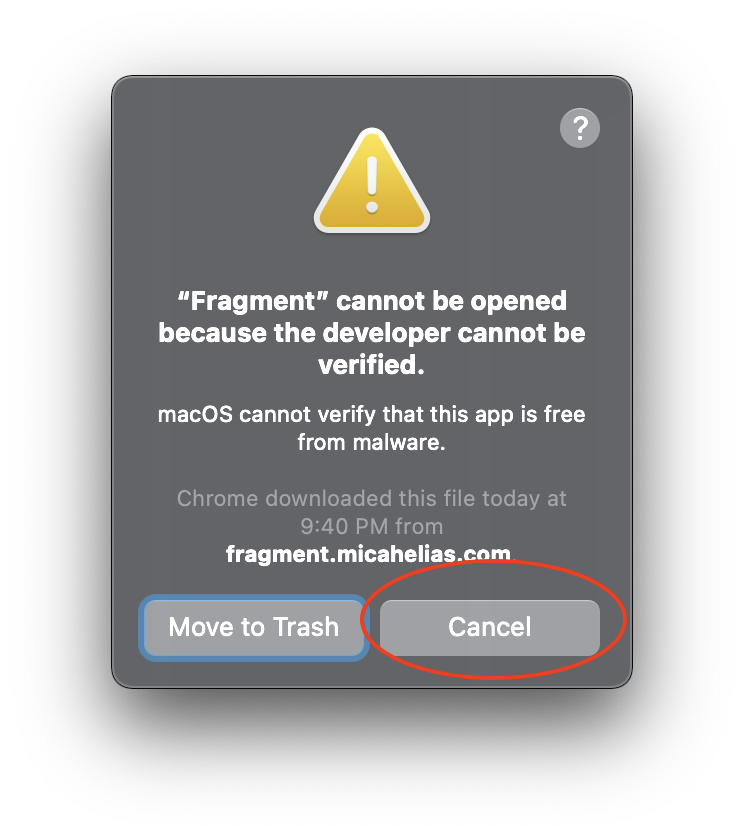 ?
“Fragment” cannot be opened
because the developer cannot be
verified.
macOS cannot verify that this app is free
from malware.
Chrome downloaded this file today at
9:40 PM from
fragment.micahelias.com.
Move to Trash
Cancel